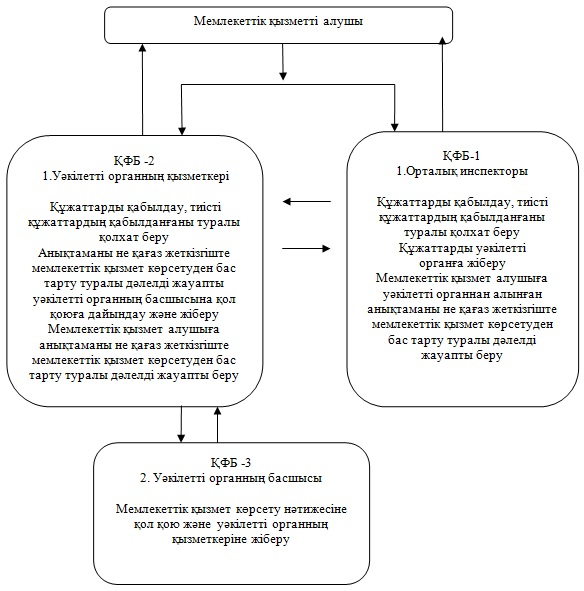 Мемлекеттік қызметті алушы
ҚФБ -2
1.Уәкілетті органның қызметкері
Құжаттарды қабылдау, тиісті
құжаттардың қабылданғаны туралы
қолхат беру
Анықтаманы не қағаз жеткізгіште
мемлекеттік қызмет көрсетуден бас
тарту туралы дәлелді жауапты
уәкілетті органның басшысына қол
қоюға дайындау және жіберу
Мемлекеттік қызмет алушыға
анықтаманы не қағаз жеткізгіште
мемлекеттік қызмет көрсетуден бас
тарту туралы дәлелді жауапты беру
ҚФБ-1
1.Орталық инспекторы
Құжаттарды қабылдау, тиісті
құжаттардың қабылданғаны
туралы қолхат беру
Құжаттарды уәкілетті
органға жіберу
Мемлекеттік қызмет алушыға
уәкілетті органнан алынған
анықтаманы не қағаз жеткізгіште
мемлекеттік қызмет көрсетуден
бас тарту туралы дәлелді
жауапты беру
ҚФБ -3
2. Уәкілетті органның басшысы
Мемлекеттік қызмет көрсету нәтижесіне
қол қою және уәкілетті органның
қызметкеріне жіберу